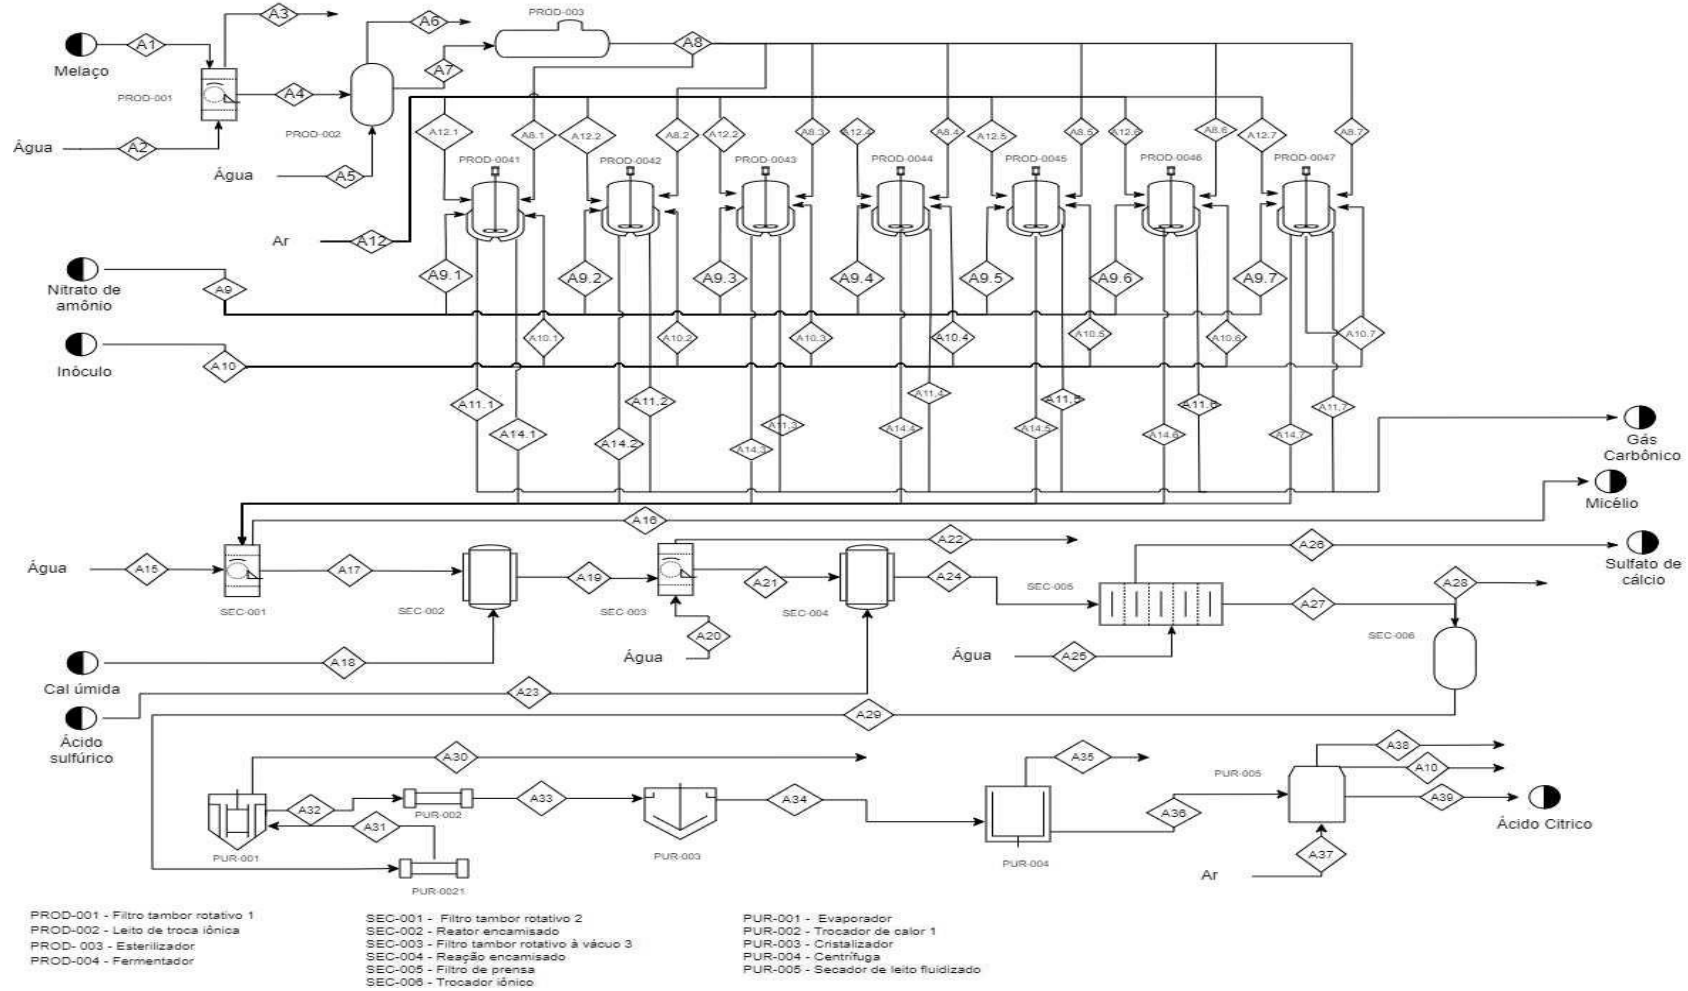 A3
A6
PROD-003
A1
A8
Melaço
A7
PROD-001
A4
PROD-002
Água
A2
Água
A5
A12.1
A8.1
A12.2
A8.2
A12.2
A8.3
A12.4
A8.4
A12.5
A8.5
A12.6
A8.6
A12.7
A8.7
PROD-0041
PROD-0042
PROD-0043
PROD-0044
PROD-0045
PROD-0046
PROD-0047
Ar
A12
A9.1
A9.2
A9.3
A9.4
A9.5
A9.6
A9.7
Nitrato de
amônio
A9
A10.1
A10.2
A10.3
A10.4
A10.5
A10.6
A10.7
Inóculo
A10
A11.1
A11.2
A11.3
A11.4
A11.5
A11.6
A11.7
A14.1
A14.2
A14.3
A14.4
A14.5
A14.6
A14.7
Gás
Carbônico
Micélio
A16
Água
A15
A17
A19
A22
A21
A24
A26
Sulfato de
cálcio
SEC-001
SEC-002
SEC-003
SEC-004
SEC-005
A27
A28
SEC-006
A20
Água
Água
A25
A18
Cal úmida
A23
A29
Ácido
sulfúrico
A30
A35
A38
A10
A39
PUR-005
A32
A33
A34
A36
PUR-002
A31
PUR-001
PUR-003
PUR-004
Ácido Citrico
A37
Ar
PUR-0021
PROD-001 - Filtro tambor rotativo 1
PROD-002 - Leito de troca iônica
PROD- 003 - Esterilizador
PROD-004 - Fermentador
SEC-001 - Filtro tambor rotativo 2
SEC-002 - Reator encamisado
SEC-003 - Filtro tambor rotativo à vácuo 3
SEC-004 - Reação encamisado
SEC-005 - Filtro de prensa
SEC-006 - Trocador iônico
PUR-001 - Evaporador
PUR-002 - Trocador de calor 1
PUR-003 - Cristalizador
PUR-004 - Centrífuga
PUR-005 - Secador de leito fluidizado